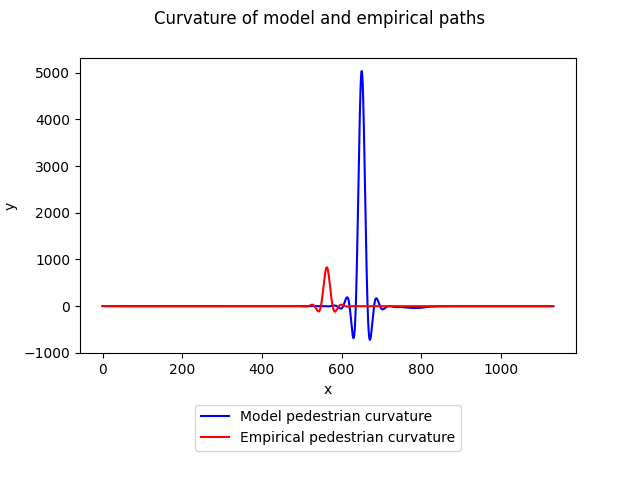 Curvature of model and empirical paths
5000
4000
3000
2000
1000
0
−1000
y
0 200 400 600 800 1000
x
Model pedestrian curvature
Empirical pedestrian curvature